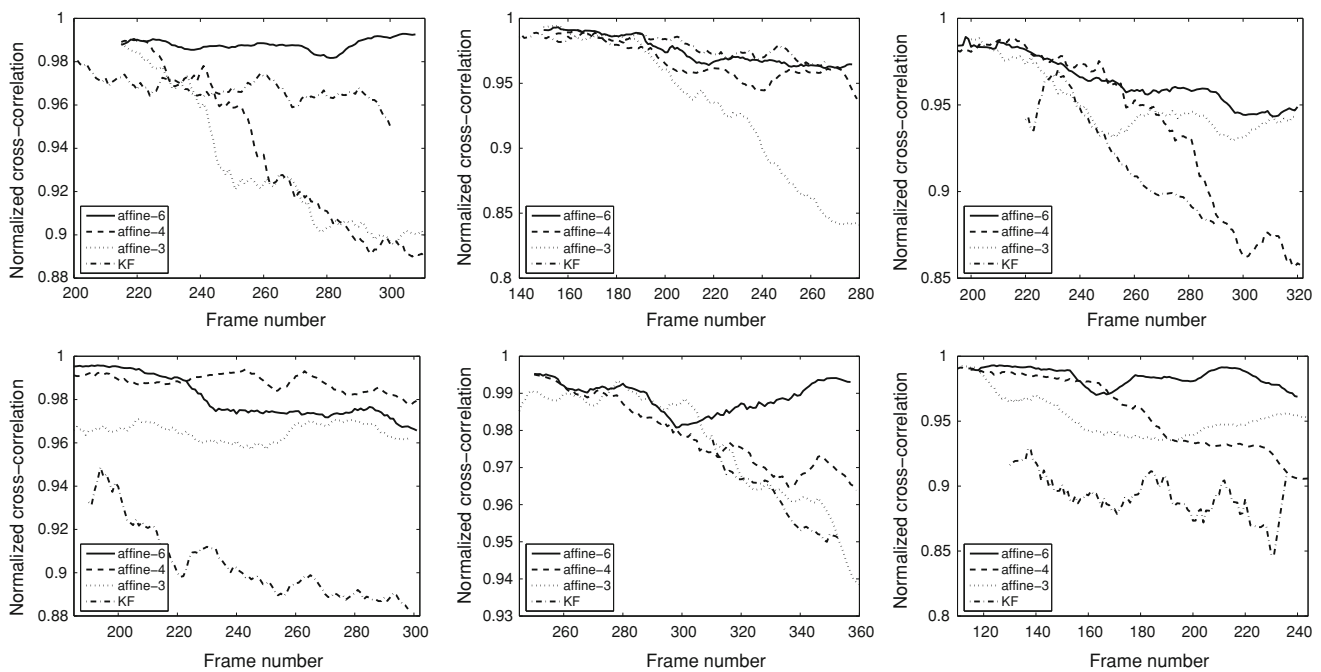 Normalized cross-correlation
1
0.98
0.96
0.94
0.92
0.9
0.88
affine-6
affine-4
affine-3
KF
200 220 240 260 280 300
Frame number
Normalized cross-correlation
1
0.95
0.9
0.85
0.8
affine-6
affine-4
affine-3
KF
140 160 180 200 220 240 260 280
Frame number
Normalized cross-correlation
1
0.95
0.9
0.85
affine-6
affine-4
affine-3
KF
200 220 240 260 280 300 320
Frame number
Normalized cross-correlation
1
0.98
0.96
0.94
0.92
0.9
0.88
affine-6
affine-4
affine-3
KF
200 220 240 260 280 300
Frame number
Normalized cross-correlation
1
0.99
0.98
0.97
0.96
0.95
0.94
0.93
affine-6
affine-4
affine-3
KF
260 280 300 320 340 360
Frame number
Normalized cross-correlation
1
0.95
0.9
0.85
0.8
affine-6
affine-4
affine-3
KF
120 140 160 180 200 220 240
Frame number